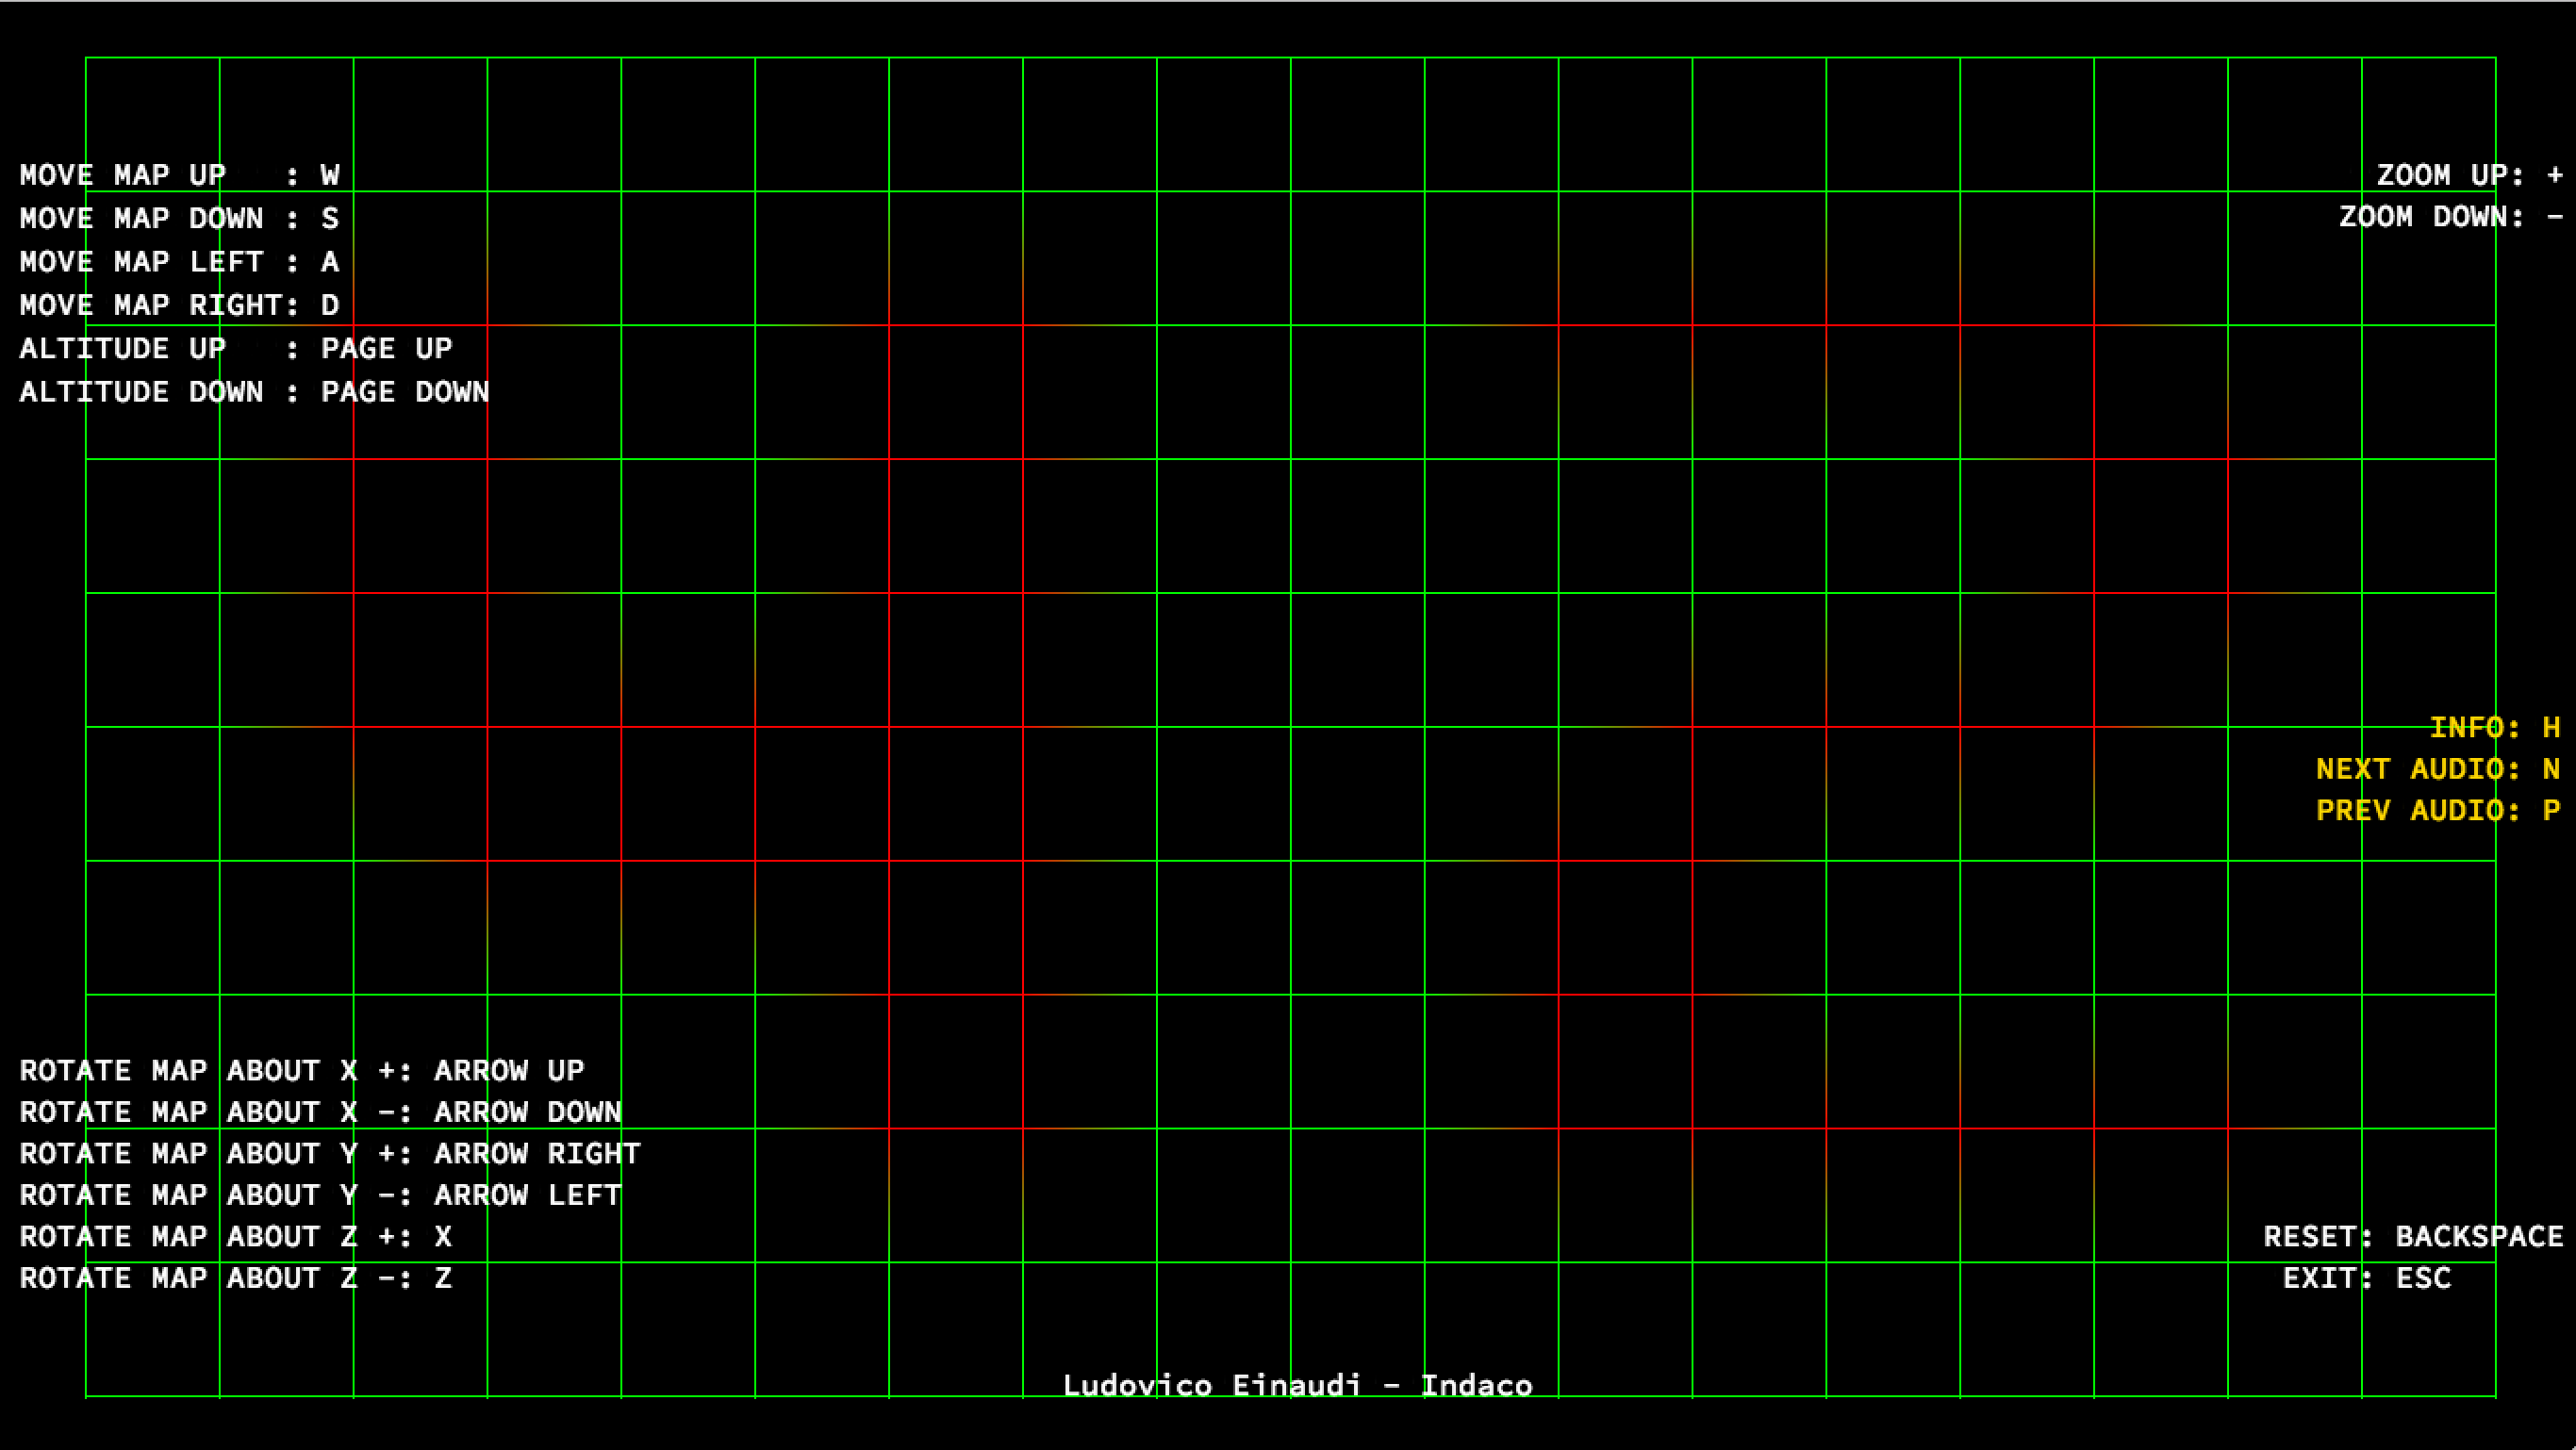 MOVE MAP UP   : W
MOVE MAP DOWN : S
MOVE MAP LEFT : A
MOVE MAP RIGHT: D
ALTITUDE UP   : PAGE UP
ALTITUDE DOWN : PAGE DOWN
ZOOM UP: +
ZOOM DOWN: -
INFO: H
NEXT AUDIO: N
PREV AUDIO: P
ROTATE MAP ABOUT X +: ARROW UP
ROTATE MAP ABOUT X -: ARROW DOWN
ROTATE MAP ABOUT Y +: ARROW RIGHT
ROTATE MAP ABOUT Y -: ARROW LEFT
ROTATE MAP ABOUT Z +: X
ROTATE MAP ABOUT Z -: Z
RESET: BACKSPACE
EXIT: ESC
Ludovico Einaudi - Indaco